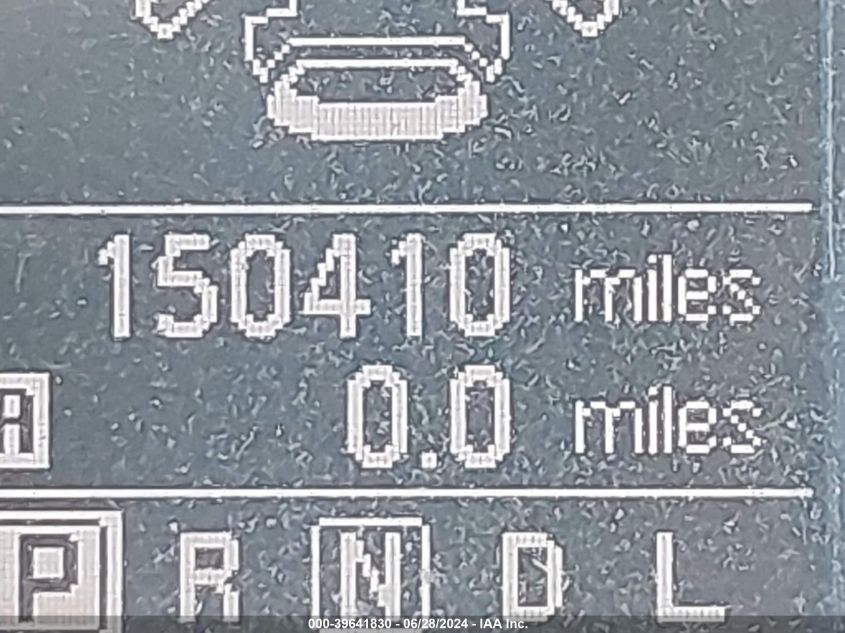 150410 miles
A 0.0 miles
P R N D L
000-39641830 - 06/28/2024 - IAA Inc.